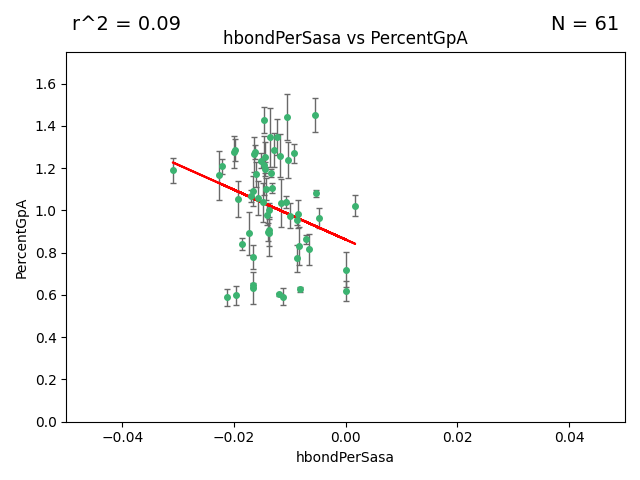 r^2 = 0.09
N = 61
hbondPerSasa vs PercentGpA
1.6
1.4
1.2
1.0
0.8
0.6
0.4
0.2
0.0
PercentGpA
−0.04
−0.02
0.00
0.02
0.04
hbondPerSasa